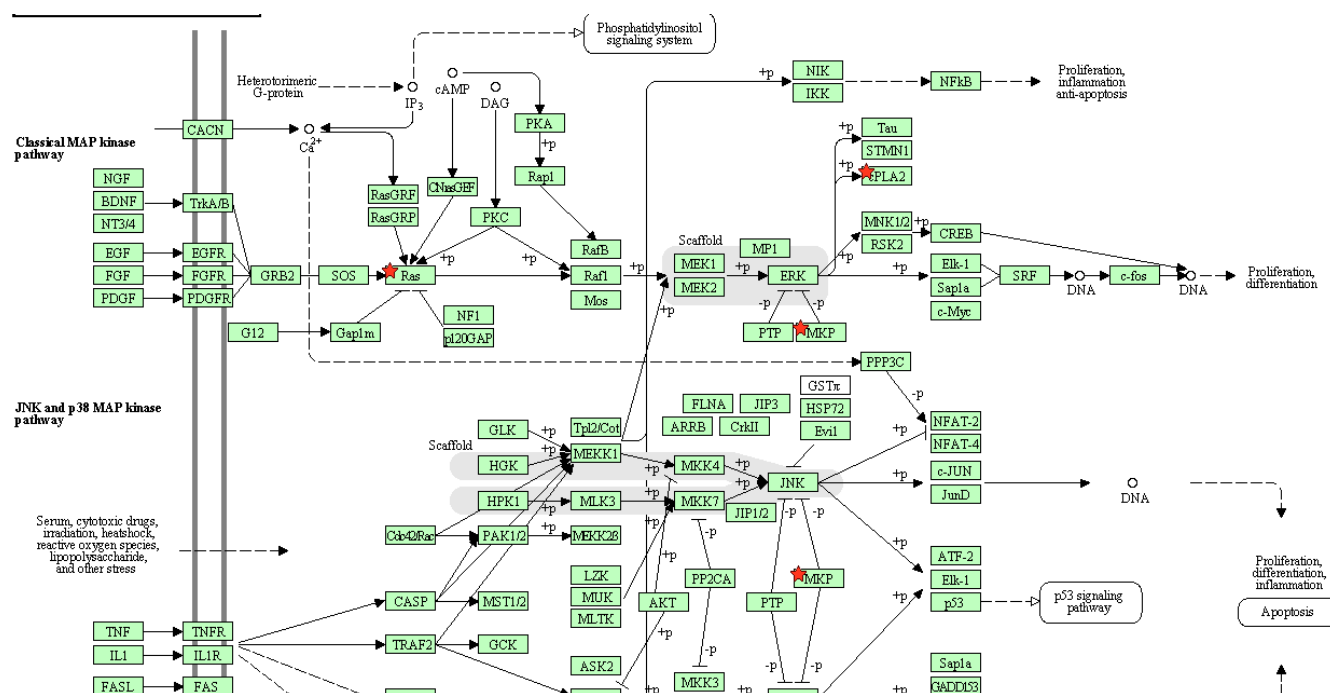 Phosphatidylinositol
signaling system
Heterotorimeric
G-protein
IP3
cAMP
DAG
Ca2+
CACN
PKA
+p
Rap1
+p
NIK
IKK
NFkB
Proliferation,
inflammation
anti-apoptosis
Classical MAP kinase
pathway
NGF
BDNF
NT3/4
TrkA/B
EGF
EGFR
FGF
FGFR
PDGF
PDGFR
GRB2
SOS
RasGRF
RasGRP
CNrasGEF
PKC
Ras
+p
+p
RafB
Raf1
Mos
+p
G12
Gap1m
NF1
p120GAP
Scaffold
MEK1
MEK2
+p
MP1
ERK
-p
-p
PTP
MKP
+p
+p
+p
Tau
STMN1
cPLA2
+p
+p
MNK1/2
RSK2
+p
CREB
+p
Elk-1
Sap1a
c-Myc
SRF
DNA
c-fos
DNA
Proliferation,
differentiation
PPP3C
-p
JNK and p38 MAP kinase
pathway
Scaffold
GLK
HGK
HPK1
+p
+p
+p
+p
+p
Tpl2/Cot
MEKK1
MLK3
MEKK2/3
Cdc42/Rac
PAK1/2
FLNA
JIP3
ARRB
CrkII
GSTπ
HSP72
Evi1
+p
MKK4
+p
+p
MKK7
+p
JNK
JIP1/2
+p
NFAT-2
NFAT-4
+p
c-JUN
JunD
DNA
-p
-p
-p
+p
Serum, cytotoxic drugs,
irradiation, heatshock,
reactive oxygen species,
lipopolysaccharide,
and other stress
LZK
MUK
MLTK
+p
PP2CA
AKT
PTP
MKP
+p
ATF-2
Elk-1
p53
+p
p53 signaling
pathway
Proliferation,
differentiation,
inflammation
Apoptosis
CASP
MST1/2
TNF
TNFR
IL1
IL1R
FASL
FAS
TRAF2
GCK
ASK2
+p
-p
-p
-p
MKK3
+p
+p
Sap1a
GADD153